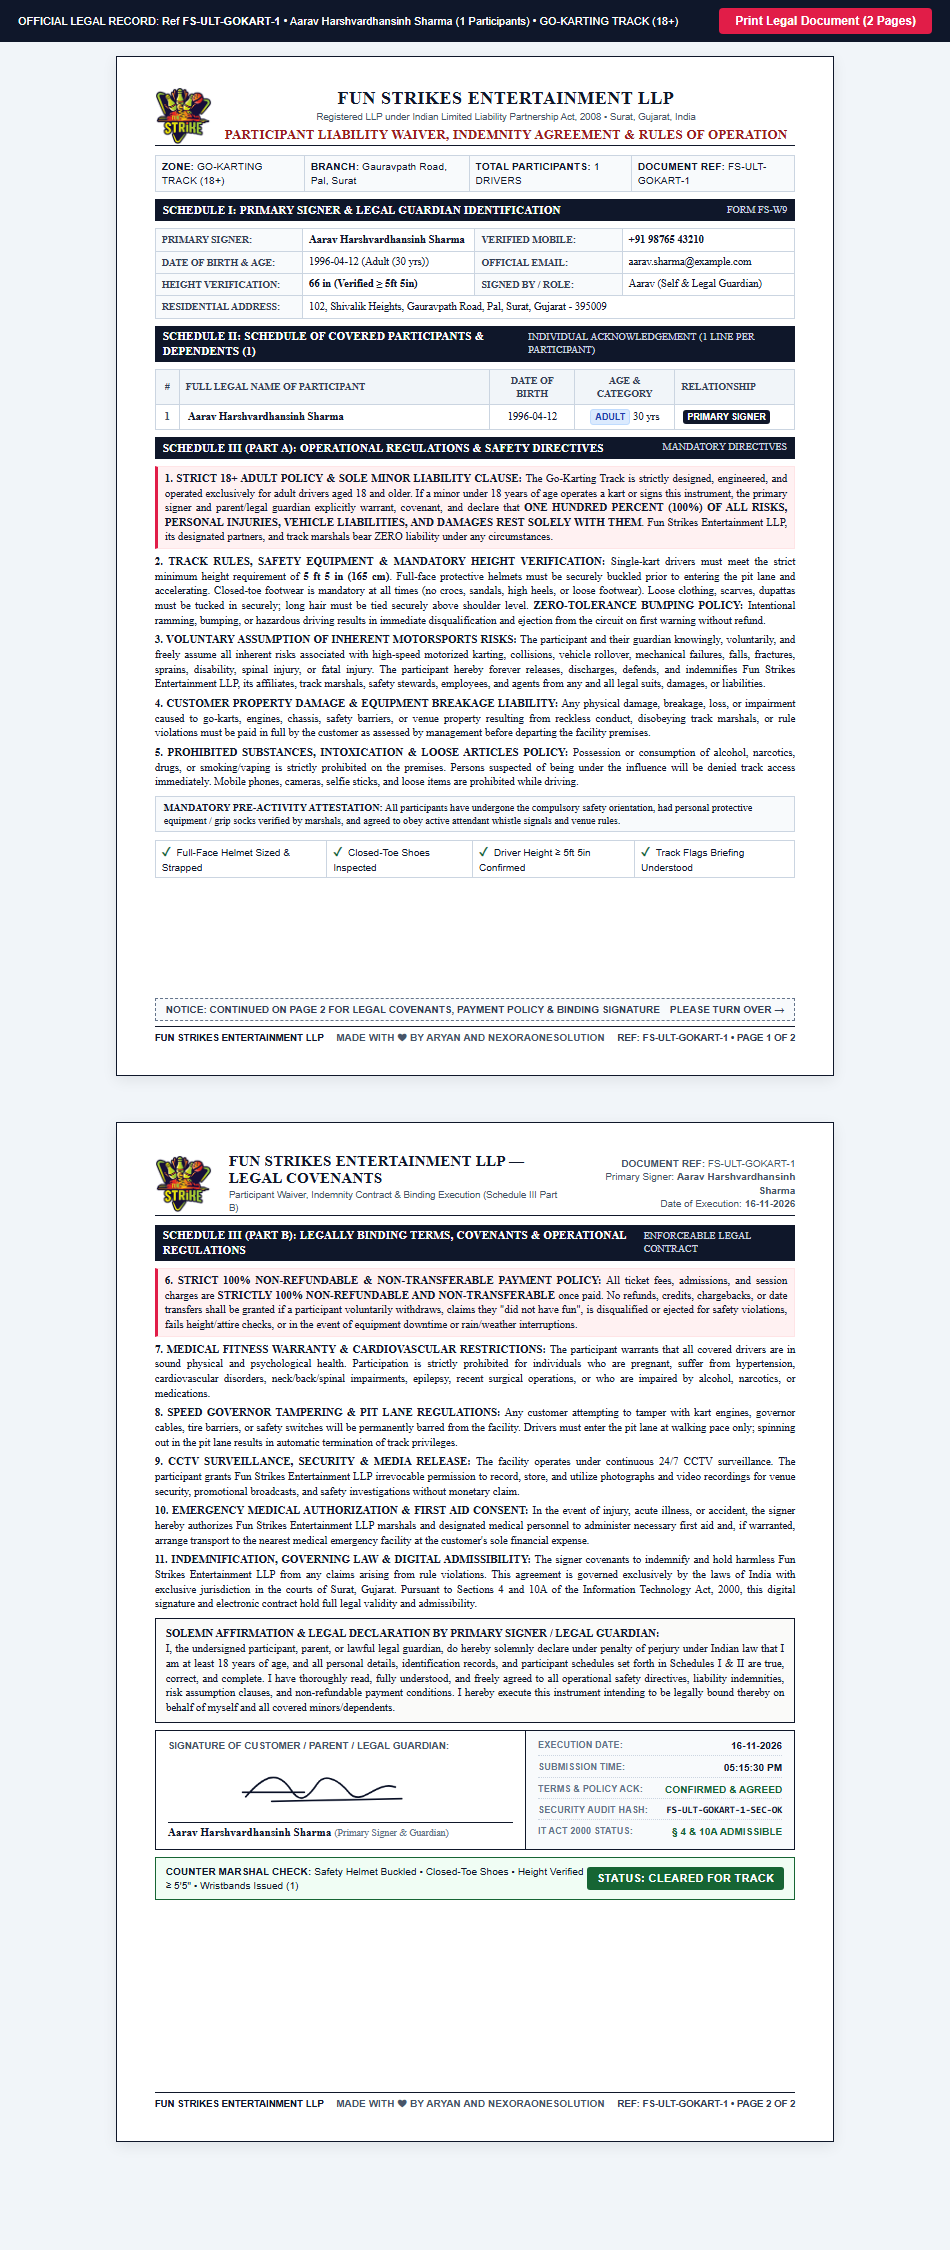 OFFICIAL LEGAL RECORD: Ref FS-ULT-GOKART-1 • Aarav Harshvardhansinh Sharma (1 Participants) • GO-KARTING TRACK (18+)
Print Legal Document (2 Pages)
STRIKE
FUN STRIKES ENTERTAINMENT LLP
Registered LLP under Indian Limited Liability Partnership Act, 2008 • Surat, Gujarat, India
PARTICIPANT LIABILITY WAIVER, INDEMNITY AGREEMENT & RULES OF OPERATION
ZONE: GO-KARTING
TRACK (18+)
BRANCH: Gauravpath Road,
Pal, Surat
TOTAL PARTICIPANTS: 1
DRIVERS
DOCUMENT REF: FS-ULT-
GOKART-1
SCHEDULE I: PRIMARY SIGNER & LEGAL GUARDIAN IDENTIFICATION
FORM FS-W9
PRIMARY SIGNER: Aarav Harshvardhansinh Sharma VERIFIED MOBILE: +91 98765 43210
DATE OF BIRTH & AGE: 1996-04-12 (Adult (30 yrs)) OFFICIAL EMAIL: aarav.sharma@example.com
HEIGHT VERIFICATION: 66 in (Verified ≥ 5ft 5in) SIGNED BY / ROLE: Aarav (Self & Legal Guardian)
RESIDENTIAL ADDRESS: 102, Shivalik Heights, Gauravpath Road, Pal, Surat, Gujarat - 395009
SCHEDULE II: SCHEDULE OF COVERED PARTICIPANTS &
DEPENDENTS (1)
INDIVIDUAL ACKNOWLEDGEMENT (1 LINE PER
PARTICIPANT)
# FULL LEGAL NAME OF PARTICIPANT DATE OF
BIRTH AGE &
CATEGORY RELATIONSHIP
1 Aarav Harshvardhansinh Sharma 1996-04-12 ADULT 30 yrs PRIMARY SIGNER
SCHEDULE III (PART A): OPERATIONAL REGULATIONS & SAFETY DIRECTIVES
MANDATORY DIRECTIVES
1. STRICT 18+ ADULT POLICY & SOLE MINOR LIABILITY CLAUSE: The Go-Karting Track is strictly designed, engineered, and
operated exclusively for adult drivers aged 18 and older. If a minor under 18 years of age operates a kart or signs this instrument, the primary
signer and parent/legal guardian explicitly warrant, covenant, and declare that ONE HUNDRED PERCENT (100%) OF ALL RISKS,
PERSONAL INJURIES, VEHICLE LIABILITIES, AND DAMAGES REST SOLELY WITH THEM. Fun Strikes Entertainment LLP,
its designated partners, and track marshals bear ZERO liability under any circumstances.
2. TRACK RULES, SAFETY EQUIPMENT & MANDATORY HEIGHT VERIFICATION: Single-kart drivers must meet the strict
minimum height requirement of 5 ft 5 in (165 cm). Full-face protective helmets must be securely buckled prior to entering the pit lane and
accelerating. Closed-toe footwear is mandatory at all times (no crocs, sandals, high heels, or loose footwear). Loose clothing, scarves, dupattas
must be tucked in securely; long hair must be tied securely above shoulder level. ZERO-TOLERANCE BUMPING POLICY: Intentional
ramming, bumping, or hazardous driving results in immediate disqualification and ejection from the circuit on first warning without refund.
3. VOLUNTARY ASSUMPTION OF INHERENT MOTORSPORTS RISKS: The participant and their guardian knowingly, voluntarily, and
freely assume all inherent risks associated with high-speed motorized karting, collisions, vehicle rollover, mechanical failures, falls, fractures,
sprains, disability, spinal injury, or fatal injury. The participant hereby forever releases, discharges, defends, and indemnifies Fun Strikes
Entertainment LLP, its affiliates, track marshals, safety stewards, employees, and agents from any and all legal suits, damages, or liabilities.
4. CUSTOMER PROPERTY DAMAGE & EQUIPMENT BREAKAGE LIABILITY: Any physical damage, breakage, loss, or impairment
caused to go-karts, engines, chassis, safety barriers, or venue property resulting from reckless conduct, disobeying track marshals, or rule
violations must be paid in full by the customer as assessed by management before departing the facility premises.
5. PROHIBITED SUBSTANCES, INTOXICATION & LOOSE ARTICLES POLICY: Possession or consumption of alcohol, narcotics,
drugs, or smoking/vaping is strictly prohibited on the premises. Persons suspected of being under the influence will be denied track access
immediately. Mobile phones, cameras, selfie sticks, and loose items are prohibited while driving.
MANDATORY PRE-ACTIVITY ATTESTATION: All participants have undergone the compulsory safety orientation, had personal protective
equipment / grip socks verified by marshals, and agreed to obey active attendant whistle signals and venue rules.
✓ Full-Face Helmet Sized &
Strapped
✓ Closed-Toe Shoes
Inspected
✓ Driver Height ≥ 5ft 5in
Confirmed
✓ Track Flags Briefing
Understood
NOTICE: CONTINUED ON PAGE 2 FOR LEGAL COVENANTS, PAYMENT POLICY & BINDING SIGNATURE PLEASE TURN OVER →
FUN STRIKES ENTERTAINMENT LLP MADE WITH ❤ BY ARYAN AND NEXORAONESOLUTION REF: FS-ULT-GOKART-1 • PAGE 1 OF 2
STRIKE
FUN STRIKES ENTERTAINMENT LLP —
LEGAL COVENANTS
Participant Waiver, Indemnity Contract & Binding Execution (Schedule III Part
B)
DOCUMENT REF: FS-ULT-GOKART-1
Primary Signer: Aarav Harshvardhansinh
Sharma
Date of Execution: 16-11-2026
SCHEDULE III (PART B): LEGALLY BINDING TERMS, COVENANTS & OPERATIONAL
REGULATIONS
ENFORCEABLE LEGAL
CONTRACT
6. STRICT 100% NON-REFUNDABLE & NON-TRANSFERABLE PAYMENT POLICY: All ticket fees, admissions, and session
charges are STRICTLY 100% NON-REFUNDABLE AND NON-TRANSFERABLE once paid. No refunds, credits, chargebacks, or date
transfers shall be granted if a participant voluntarily withdraws, claims they "did not have fun", is disqualified or ejected for safety violations,
fails height/attire checks, or in the event of equipment downtime or rain/weather interruptions.
7. MEDICAL FITNESS WARRANTY & CARDIOVASCULAR RESTRICTIONS: The participant warrants that all covered drivers are in
sound physical and psychological health. Participation is strictly prohibited for individuals who are pregnant, suffer from hypertension,
cardiovascular disorders, neck/back/spinal impairments, epilepsy, recent surgical operations, or who are impaired by alcohol, narcotics, or
medications.
8. SPEED GOVERNOR TAMPERING & PIT LANE REGULATIONS: Any customer attempting to tamper with kart engines, governor
cables, tire barriers, or safety switches will be permanently barred from the facility. Drivers must enter the pit lane at walking pace only; spinning
out in the pit lane results in automatic termination of track privileges.
9. CCTV SURVEILLANCE, SECURITY & MEDIA RELEASE: The facility operates under continuous 24/7 CCTV surveillance. The
participant grants Fun Strikes Entertainment LLP irrevocable permission to record, store, and utilize photographs and video recordings for venue
security, promotional broadcasts, and safety investigations without monetary claim.
10. EMERGENCY MEDICAL AUTHORIZATION & FIRST AID CONSENT: In the event of injury, acute illness, or accident, the signer
hereby authorizes Fun Strikes Entertainment LLP marshals and designated medical personnel to administer necessary first aid and, if warranted,
arrange transport to the nearest medical emergency facility at the customer's sole financial expense.
11. INDEMNIFICATION, GOVERNING LAW & DIGITAL ADMISSIBILITY: The signer covenants to indemnify and hold harmless Fun
Strikes Entertainment LLP from any claims arising from rule violations. This agreement is governed exclusively by the laws of India with
exclusive jurisdiction in the courts of Surat, Gujarat. Pursuant to Sections 4 and 10A of the Information Technology Act, 2000, this digital
signature and electronic contract hold full legal validity and admissibility.
SOLEMN AFFIRMATION & LEGAL DECLARATION BY PRIMARY SIGNER / LEGAL GUARDIAN:
I, the undersigned participant, parent, or lawful legal guardian, do hereby solemnly declare under penalty of perjury under Indian law that I
am at least 18 years of age, and all personal details, identification records, and participant schedules set forth in Schedules I & II are true,
correct, and complete. I have thoroughly read, fully understood, and freely agreed to all operational safety directives, liability indemnities,
risk assumption clauses, and non-refundable payment conditions. I hereby execute this instrument intending to be legally bound thereby on
behalf of myself and all covered minors/dependents.
SIGNATURE OF CUSTOMER / PARENT / LEGAL GUARDIAN:
Aarav Harshvardhansinh Sharma (Primary Signer & Guardian)
EXECUTION DATE: 16-11-2026
SUBMISSION TIME: 05:15:30 PM
TERMS & POLICY ACK: CONFIRMED & AGREED
SECURITY AUDIT HASH: FS-ULT-GOKART-1-SEC-OK
IT ACT 2000 STATUS: § 4 & 10A ADMISSIBLE
COUNTER MARSHAL CHECK: Safety Helmet Buckled • Closed-Toe Shoes • Height Verified
≥ 5'5" • Wristbands Issued (1)
STATUS: CLEARED FOR TRACK
FUN STRIKES ENTERTAINMENT LLP MADE WITH ❤ BY ARYAN AND NEXORAONESOLUTION REF: FS-ULT-GOKART-1 • PAGE 2 OF 2